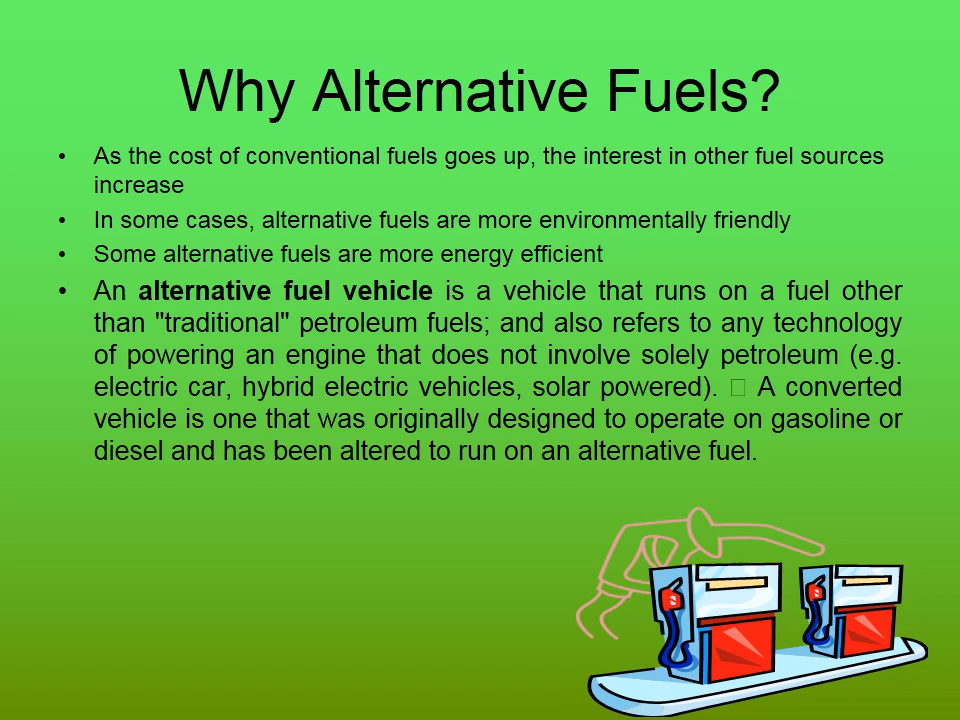 Why Alternative Fuels?
• As the cost of conventional fuels goes up, the interest in other fuel sources
increase
• In some cases, alternative fuels are more environmentally friendly
• Some alternative fuels are more energy efficient
• An alternative fuel vehicle is a vehicle that runs on a fuel other
than "traditional" petroleum fuels; and also refers to any technology
of powering an engine that does not involve solely petroleum (e.g.
electric car, hybrid electric vehicles, solar powered). □ A converted
vehicle is one that was originally designed to operate on gasoline or
diesel and has been altered to run on an alternative fuel.